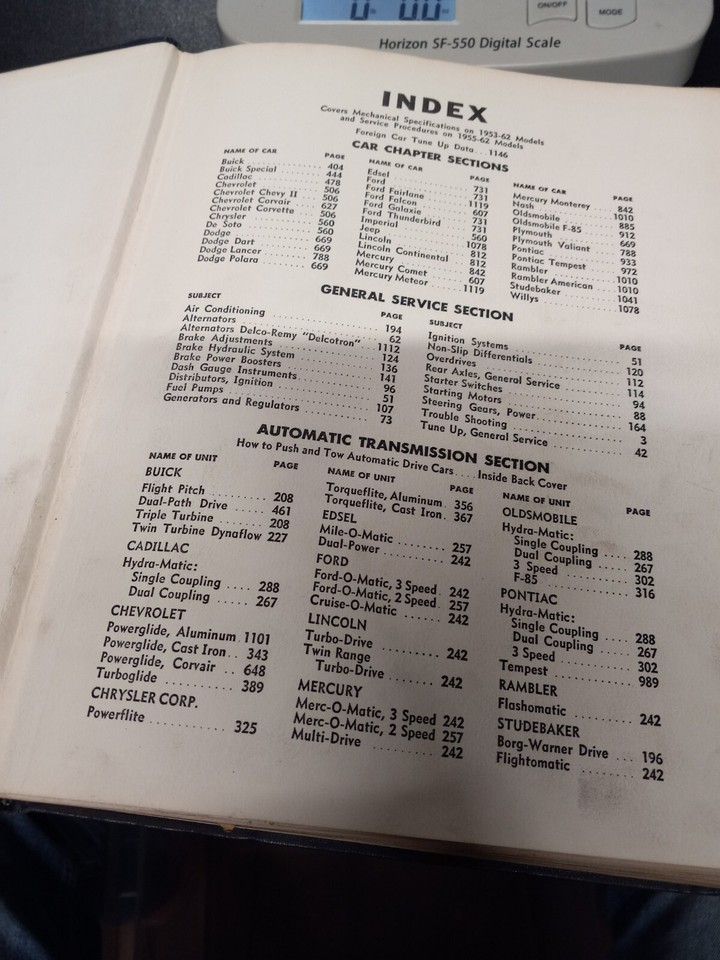 ON/OFF
MODE
Horizon SF-550 Digital Scale
INDEX
Covers Mechanical Specifications on 1953-62 Models
and Service Procedures on 1955-62 Models
Foreign Car Tune Up Data...1146
CAR CHAPTER SECTIONS
NAME OF CAR PAGE
Buick 404
Buick Special 444
Cadillac 478
Chevrolet 506
Chevrolet Chevy II 506
Chevrolet Corvair 627
Chevrolet Corvette 506
Chrysler 560
De Soto 560
Dodge 669
Dodge Dart 669
Dodge Lancer 788
Dodge Polara 669
NAME OF CAR PAGE
Edsel 731
Ford 731
Ford Fairlane 1119
Ford Falcon 607
Ford Galaxie 731
Ford Thunderbird 731
Imperial 560
Jeep 1078
Lincoln 812
Lincoln Continental 812
Mercury 842
Mercury Comet 607
Mercury Meteor 1119
NAME OF CAR PAGE
Mercury Monterey 842
Nash 1010
Oldsmobile 885
Oldsmobile F-85 912
Plymouth 669
Plymouth Valiant 788
Pontiac 933
Pontiac Tempest 972
Rambler 1010
Rambler American 1010
Studebaker 1041
Willys 1078
GENERAL SERVICE SECTION
SUBJECT PAGE
Air Conditioning 194
Alternators 62
Alternators Delco-Remy "Delcotron" 1112
Brake Adjustments 124
Brake Hydraulic System 136
Brake Power Boosters 141
Dash Gauge Instruments 96
Distributors, Ignition 51
Fuel Pumps 107
Generators and Regulators 73
SUBJECT PAGE
Ignition Systems 51
Non-Slip Differentials 120
Overdrives 112
Rear Axles, General Service 114
Starter Switches 94
Starting Motors 88
Steering Gears, Power 164
Trouble Shooting 3
Tune Up, General Service 42
AUTOMATIC TRANSMISSION SECTION
How to Push and Tow Automatic Drive Cars....Inside Back Cover
NAME OF UNIT PAGE
BUICK
Flight Pitch 208
Dual-Path Drive 461
Triple Turbine 208
Twin Turbine Dynaflow 227
CADILLAC
Hydra-Matic:
Single Coupling 288
Dual Coupling 267
CHEVROLET
Powerglide, Aluminum 1101
Powerglide, Cast Iron 343
Powerglide, Corvair 648
Turboglide 389
CHRYSLER CORP.
Powerflite 325
NAME OF UNIT PAGE
Torqueflite, Aluminum 356
Torqueflite, Cast Iron 367
EDSEL
Mile-O-Matic 257
Dual-Power 242
FORD
Ford-O-Matic, 3 Speed 242
Ford-O-Matic, 2 Speed 257
Cruise-O-Matic 242
LINCOLN
Turbo-Drive 242
Twin Range
Turbo-Drive 242
MERCURY
Merc-O-Matic, 3 Speed 242
Merc-O-Matic, 2 Speed 257
Multi-Drive 242
NAME OF UNIT PAGE
OLDSMOBILE
Hydra-Matic:
Single Coupling 288
Dual Coupling 267
3 Speed 302
F-85 316
PONTIAC
Hydra-Matic:
Single Coupling 288
Dual Coupling 267
3 Speed 302
Tempest 989
RAMBLER
Flashomatic 242
STUDEBAKER
Borg-Warner Drive 196
Flightomatic 242